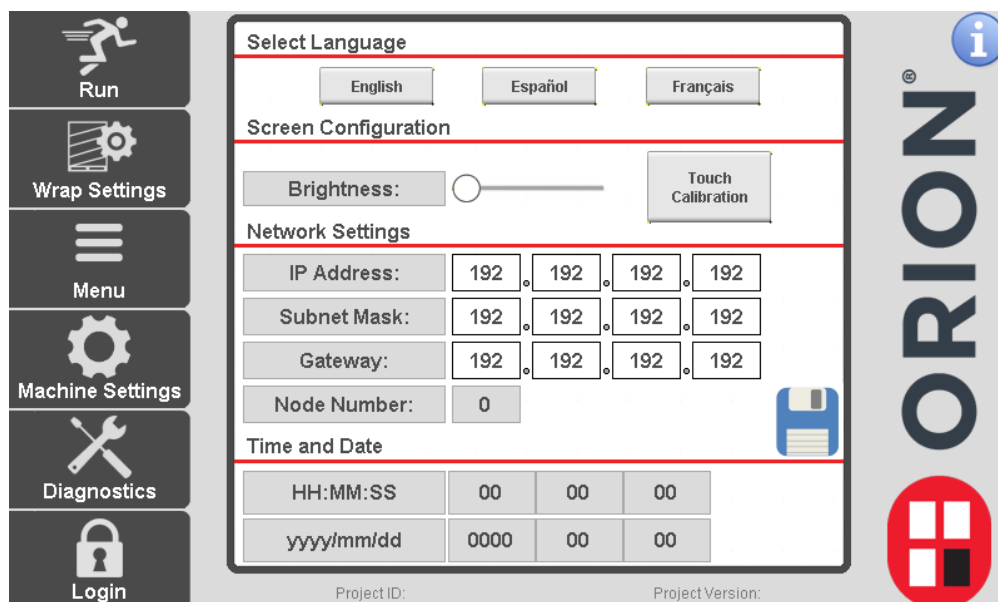 Run
Wrap Settings
Menu
Machine Settings
Diagnostics
Login
Select Language
English Español Français
Screen Configuration
Brightness:
Touch
Calibration
Network Settings
IP Address: 192 . 192 . 192 . 192
Subnet Mask: 192 . 192 . 192 . 192
Gateway: 192 . 192 . 192 . 192
Node Number: 0
Time and Date
HH:MM:SS 00 00 00
yyyy/mm/dd 0000 00 00
Project ID: Project Version:
i
ORION®